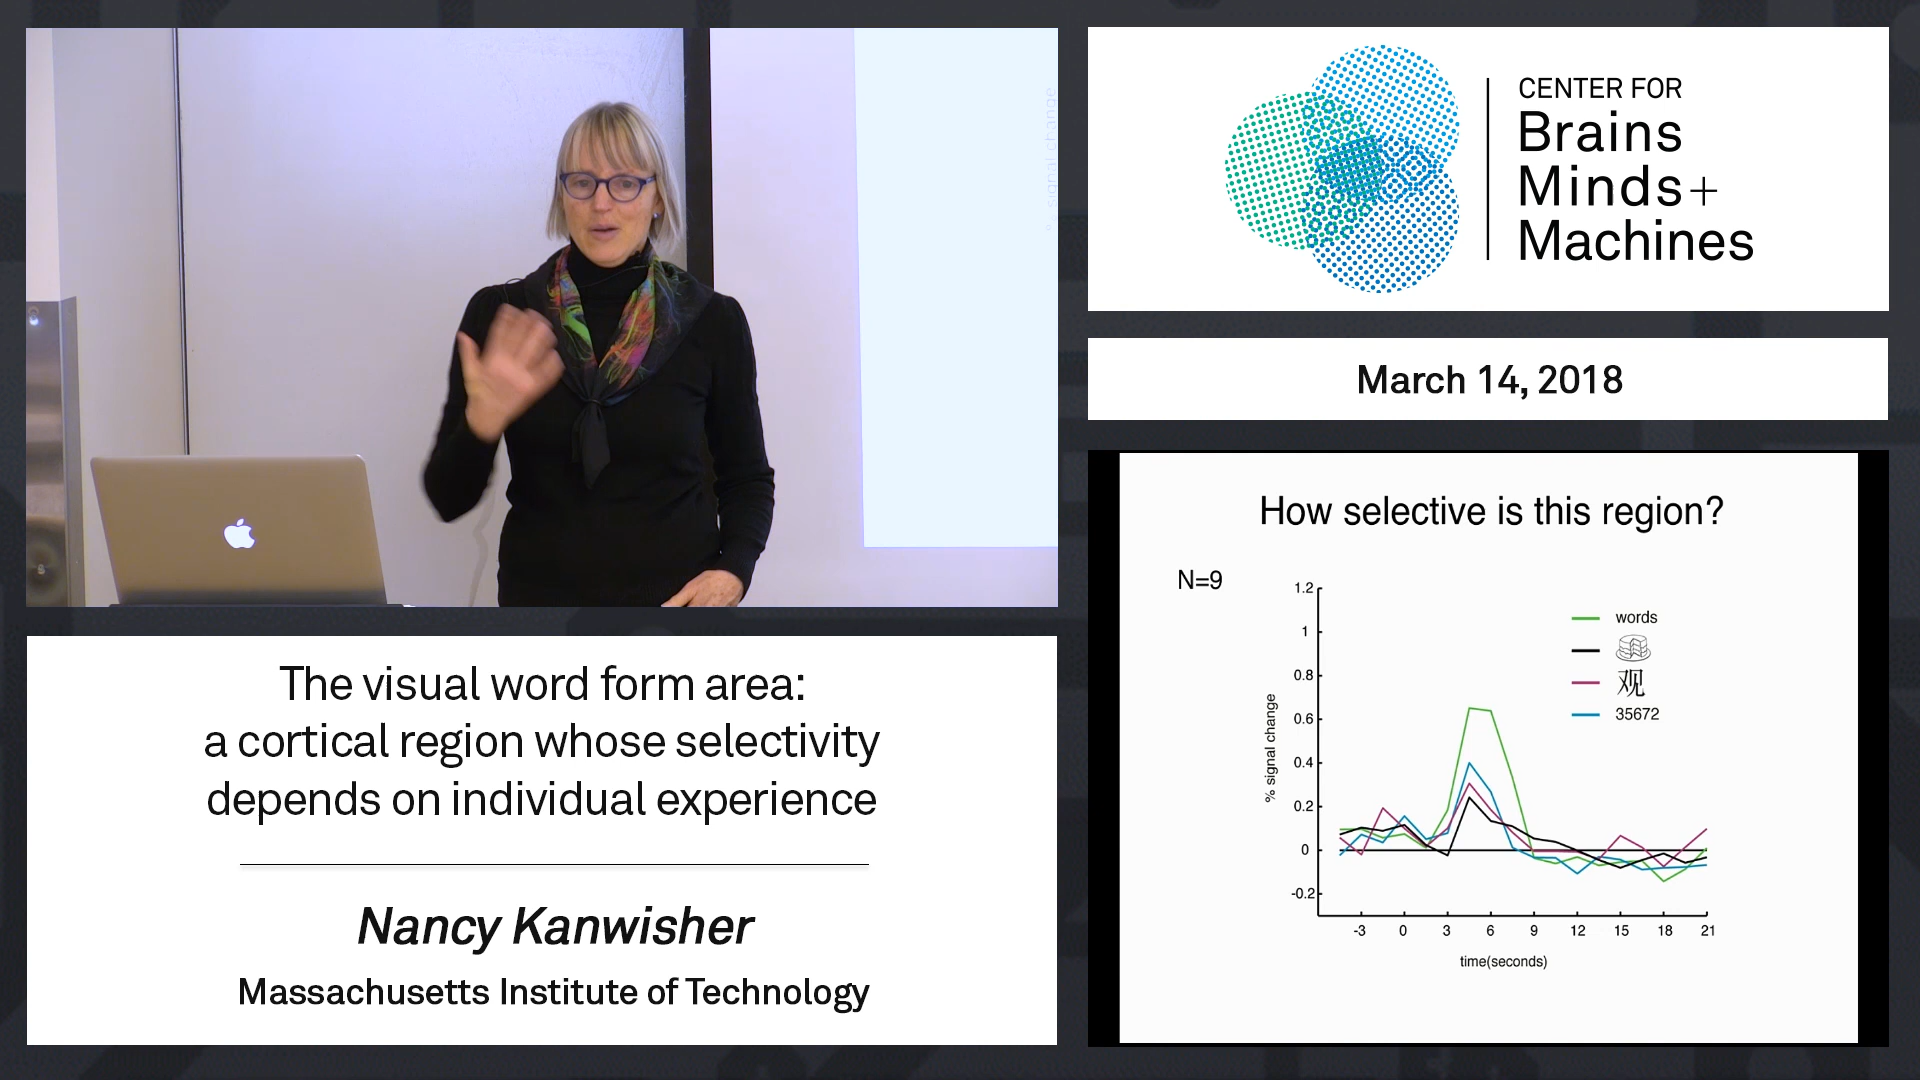 % signal change
CENTER FOR
Brains
Minds+
Machines
March 14, 2018
The visual word form area:
a cortical region whose selectivity
depends on individual experience
Nancy Kanwisher
Massachusetts Institute of Technology
How selective is this region?
N=9
1.2
1
0.8
0.6
0.4
0.2
0
-0.2
% signal change
words
观
35672
-3 0 3 6 9 12 15 18 21
time(seconds)